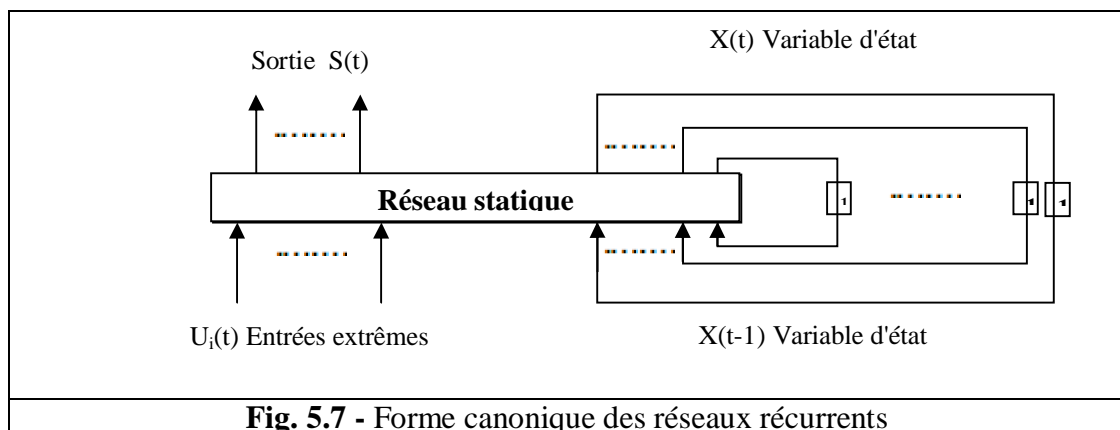 X(t) Variable d'état
Sortie S(t)
Réseau statique
1
1
1
U_i(t) Entrées extrêmes
X(t-1) Variable d'état
Fig. 5.7 - Forme canonique des réseaux récurrents